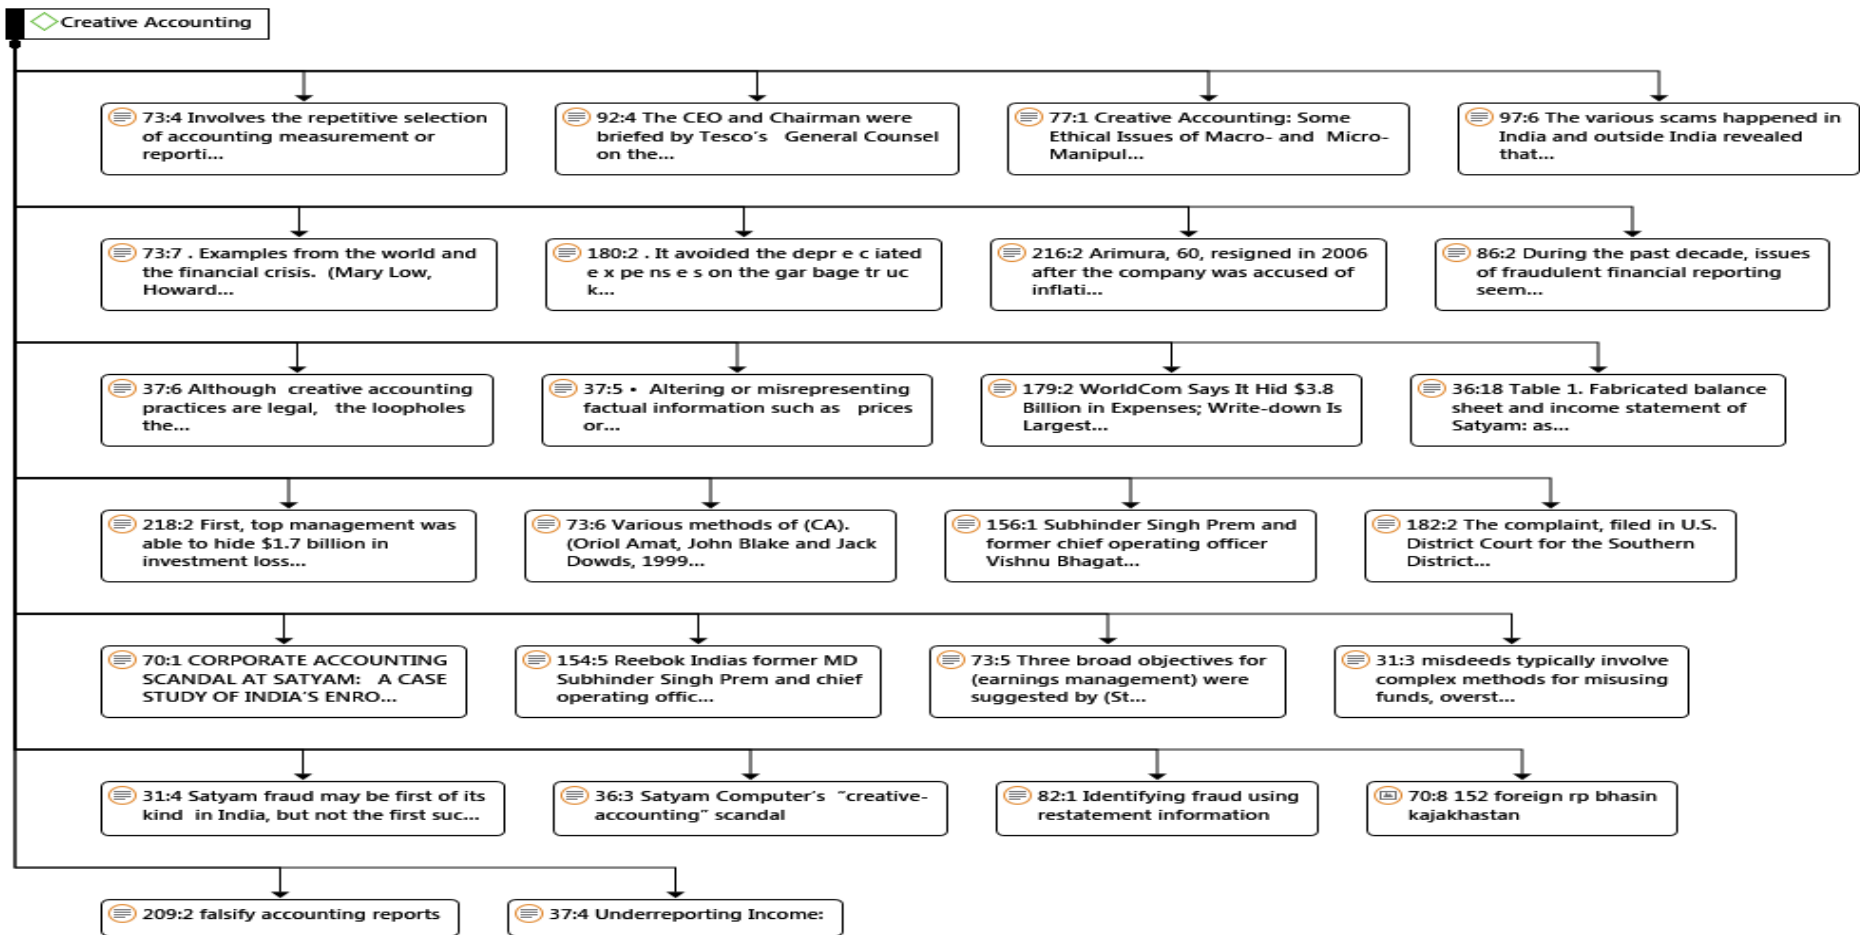 Creative Accounting
73:4 Involves the repetitive selection
of accounting measurement or
reporti...
92:4 The CEO and Chairman were
briefed by Tesco's General Counsel
on the...
77:1 Creative Accounting: Some
Ethical Issues of Macro- and Micro-
Manipul...
97:6 The various scams happened in
India and outside India revealed
that...
73:7 . Examples from the world and
the financial crisis. (Mary Low,
Howard...
180:2 . It avoided the depr e c iated
e x pe ns e s on the gar bage tr uc
k...
216:2 Arimura, 60, resigned in 2006
after the company was accused of
inflati...
86:2 During the past decade, issues
of fraudulent financial reporting
seem...
37:6 Although creative accounting
practices are legal, the loopholes
the...
37:5 • Altering or misrepresenting
factual information such as prices
or...
179:2 WorldCom Says It Hid $3.8
Billion in Expenses; Write-down Is
Largest...
36:18 Table 1. Fabricated balance
sheet and income statement of
Satyam: as...
218:2 First, top management was
able to hide $1.7 billion in
investment loss...
73:6 Various methods of (CA).
(Oriol Amat, John Blake and Jack
Dowds, 1999...
156:1 Subhinder Singh Prem and
former chief operating officer
Vishnu Bhagat...
182:2 The complaint, filed in U.S.
District Court for the Southern
District...
70:1 CORPORATE ACCOUNTING
SCANDAL AT SATYAM: A CASE
STUDY OF INDIA'S ENRO...
154:5 Reebok Indias former MD
Subhinder Singh Prem and chief
operating offic...
73:5 Three broad objectives for
(earnings management) were
suggested by (St...
31:3 misdeeds typically involve
complex methods for misusing
funds, overst...
31:4 Satyam fraud may be first of its
kind in India, but not the first suc...
36:3 Satyam Computer's ˜creative-
accounting˝ scandal
82:1 Identifying fraud using
restatement information
70:8 152 foreign rp bhasin
kajakhastan
209:2 falsify accounting reports
37:4 Underreporting Income: